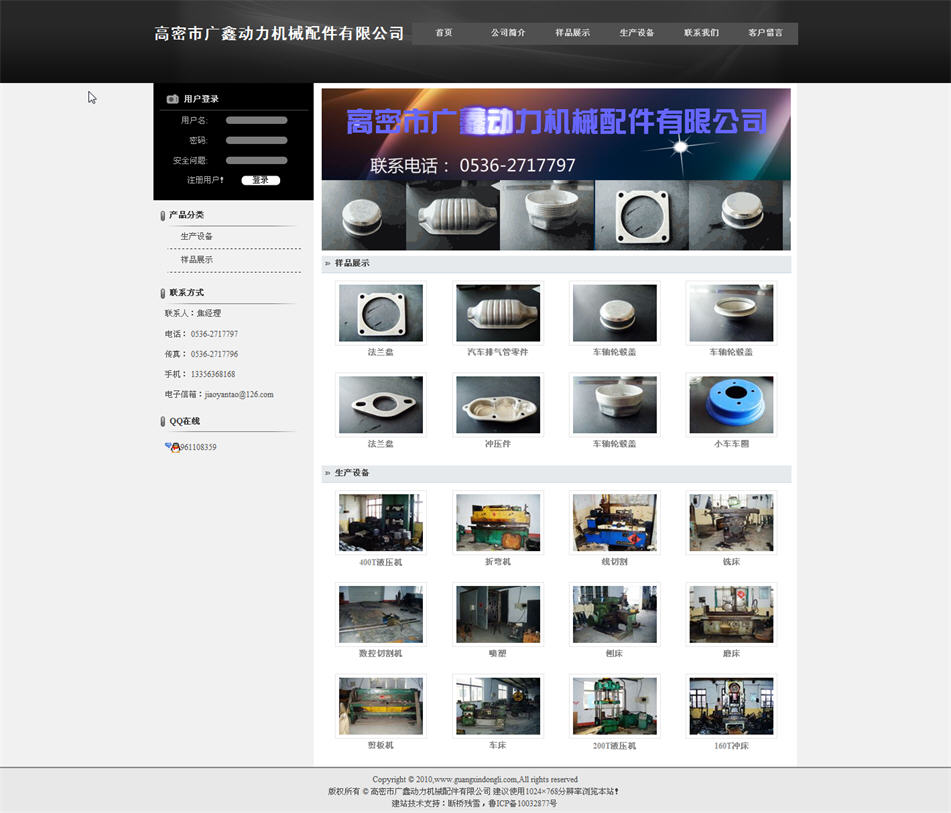 高密市广鑫动力机械配件有限公司
首页 公司简介 样品展示 生产设备 联系我们 客户留言
用户登录
用户名:
密码:
安全问题:
注册用户! 登录
产品分类
生产设备
样品展示
联系方式
联系人：焦经理
电话： 0536-2717797
传真： 0536-2717796
手机： 13356368168
电子信箱：jiaoyantao@126.com
QQ在线
961108359
高密市广鑫动力机械配件有限公司
联系电话： 0536-2717797
» 样品展示
法兰盘 汽车排气管零件 车轴轮毂盖 车轴轮毂盖
法兰盘 冲压件 车轴轮毂盖 小车车圈
» 生产设备
400T液压机 折弯机 线切割 铣床
数控切割机 喷塑 刨床 磨床
剪板机 车床 200T液压机 160T冲床
Copyright © 2010,www.guangxindongli.com,All rights reserved
版权所有 © 高密市广鑫动力机械配件有限公司 建议使用1024×768分辨率浏览本站!
建站技术支持：断桥残雪，鲁ICP备10032877号